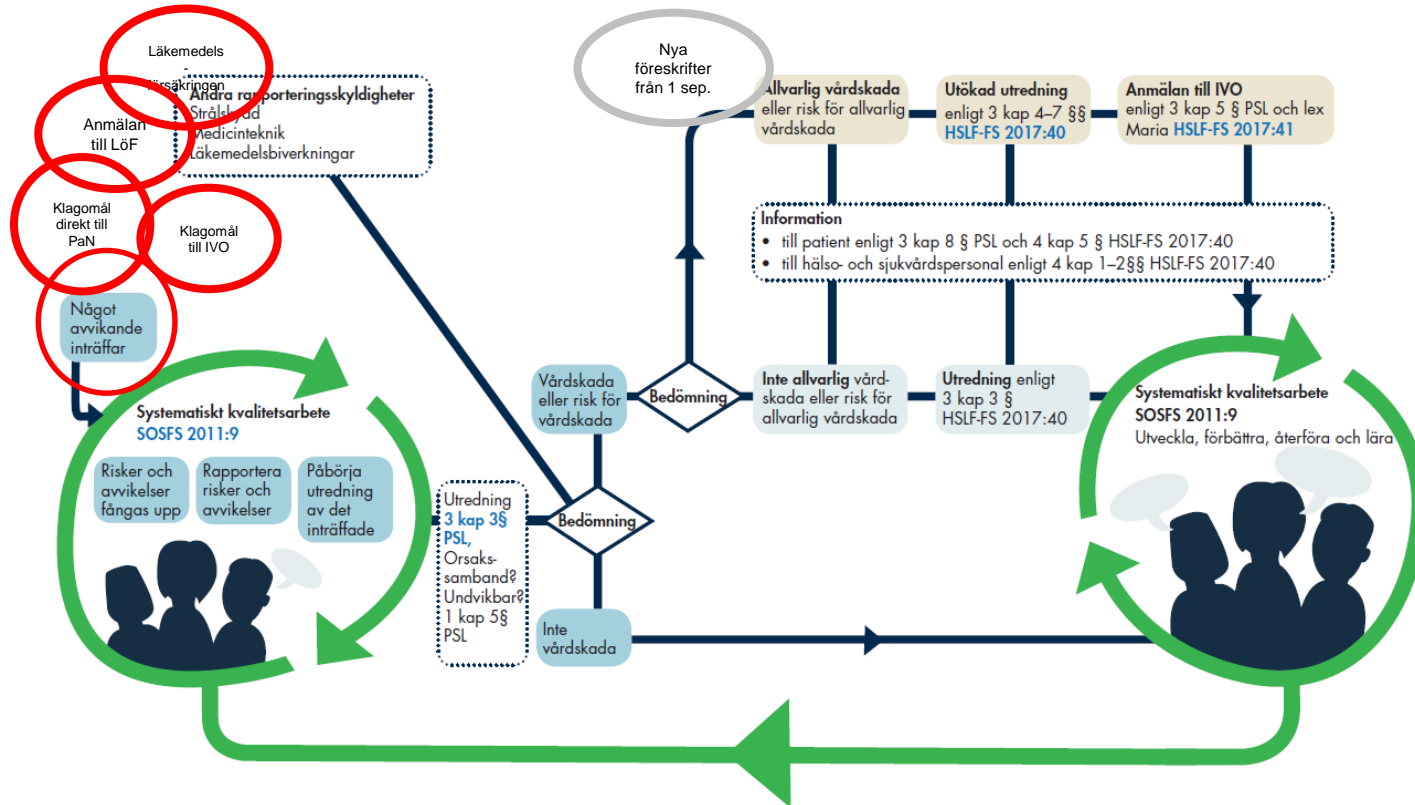 Läkemedels
-
försäkringen
Andra rapporteringsskyldigheter
Strålskydd
Medicinteknik
Läkemedelsbiverkningar
Anmälan
till LöF
Klagomål
direkt till
PaN
Klagomål
till IVO
Något
avvikande
inträffar
Systematiskt kvalitetsarbete
SOSFS 2011:9
Risker och
avvikelser
fångas upp
Rapportera
risker och
avvikelser
Påbörja
utredning
av det
inträffade
Utredning
3 kap 3§
PSL,
Orsaks-
samband?
Undvikbar?
1 kap 5§
PSL
Bedömning
Vårdskada
eller risk för
vårdskada
Inte
vårdskada
Bedömning
Nya
föreskrifter
från 1 sep.
Allvarlig vårdskada
eller risk för allvarlig
vårdskada
Utökad utredning
enligt 3 kap 4–7 §§
HSLF-FS 2017:40
Anmälan till IVO
enligt 3 kap 5 § PSL och lex
Maria HSLF-FS 2017:41
Information
• till patient enligt 3 kap 8 § PSL och 4 kap 5 § HSLF-FS 2017:40
• till hälso- och sjukvårdspersonal enligt 4 kap 1–2§§ HSLF-FS 2017:40
Inte allvarlig vård-
skada eller risk för
allvarlig vårdskada
Utredning enligt
3 kap 3 §
HSLF-FS 2017:40
Systematiskt kvalitetsarbete
SOSFS 2011:9
Utveckla, förbättra, återföra och lära